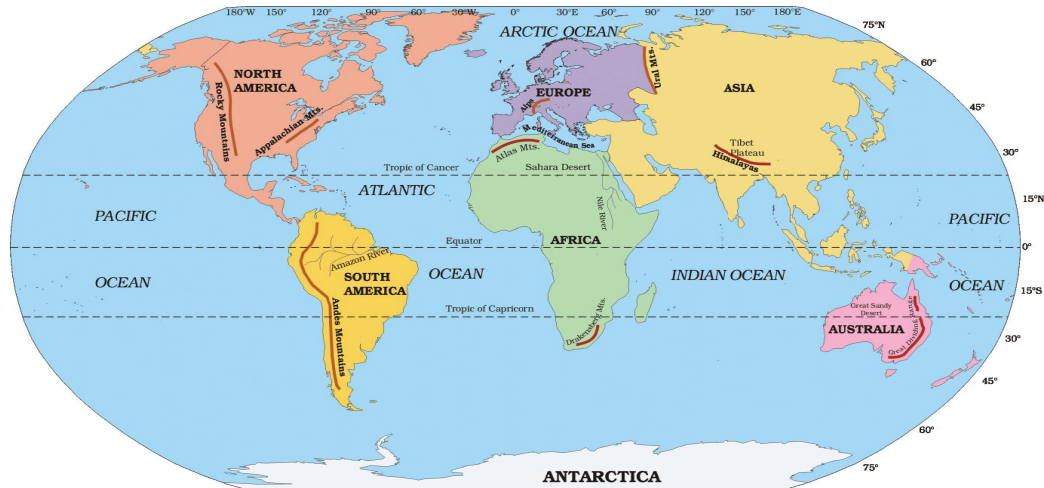 180°W 150° 120° 90° 60° 30° 0° 30°E 60° 90° 120° 150° 180°E
75°N
ARCTIC OCEAN
60°
NORTH
AMERICA
Rocky Mountains
Appalachian Mts.
EUROPE
Alps
Ural Mts.
ASIA
45°
Mediterranean Sea
Atlas Mts.
Tibet
Plateau
Himalayas
30°
Tropic of Cancer
Sahara Desert
ATLANTIC
15°N
PACIFIC
Nile River
PACIFIC
Equator
AFRICA
0°
Amazon River
OCEAN
SOUTH
AMERICA
OCEAN
INDIAN OCEAN
OCEAN
15°S
Andes Mountains
Tropic of Capricorn
Great Sandy
Desert
Drakensberg Mts.
AUSTRALIA
Great Dividing Range
30°
45°
60°
75°
ANTARCTICA